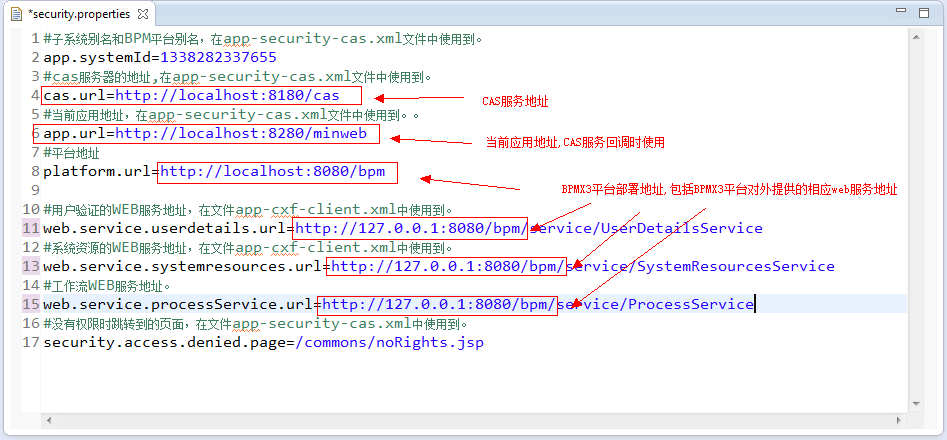 *security.properties
1 #子系统别名和BPM平台别名，在app-security-cas.xml文件中使用到。
2 app.systemId=1338282337655
3 #cas服务器的地址,在app-security-cas.xml文件中使用到。
4 cas.url=http://localhost:8180/cas
CAS服务地址
5 #当前应用地址，在app-security-cas.xml文件中使用到。。
6 app.url=http://localhost:8280/minweb
当前应用地址,CAS服务回调时使用
7 #平台地址
8 platform.url=http://localhost:8080/bpm
BPMX3平台部署地址,包括BPMX3平台对外提供的相应web服务地址
9
10 #用户验证的WEB服务地址，在文件app-cxf-client.xml中使用到。
11 web.service.userdetails.url=http://127.0.0.1:8080/bpm/service/UserDetailsService
12 #系统资源的WEB服务地址，在文件app-cxf-client.xml中使用到。
13 web.service.systemresources.url=http://127.0.0.1:8080/bpm/service/SystemResourcesService
14 #工作流WEB服务地址。
15 web.service.processService.url=http://127.0.0.1:8080/bpm/service/ProcessService
16 #没有权限时跳转到的页面，在文件app-security-cas.xml中使用到。
17 security.access.denied.page=/commons/noRights.jsp